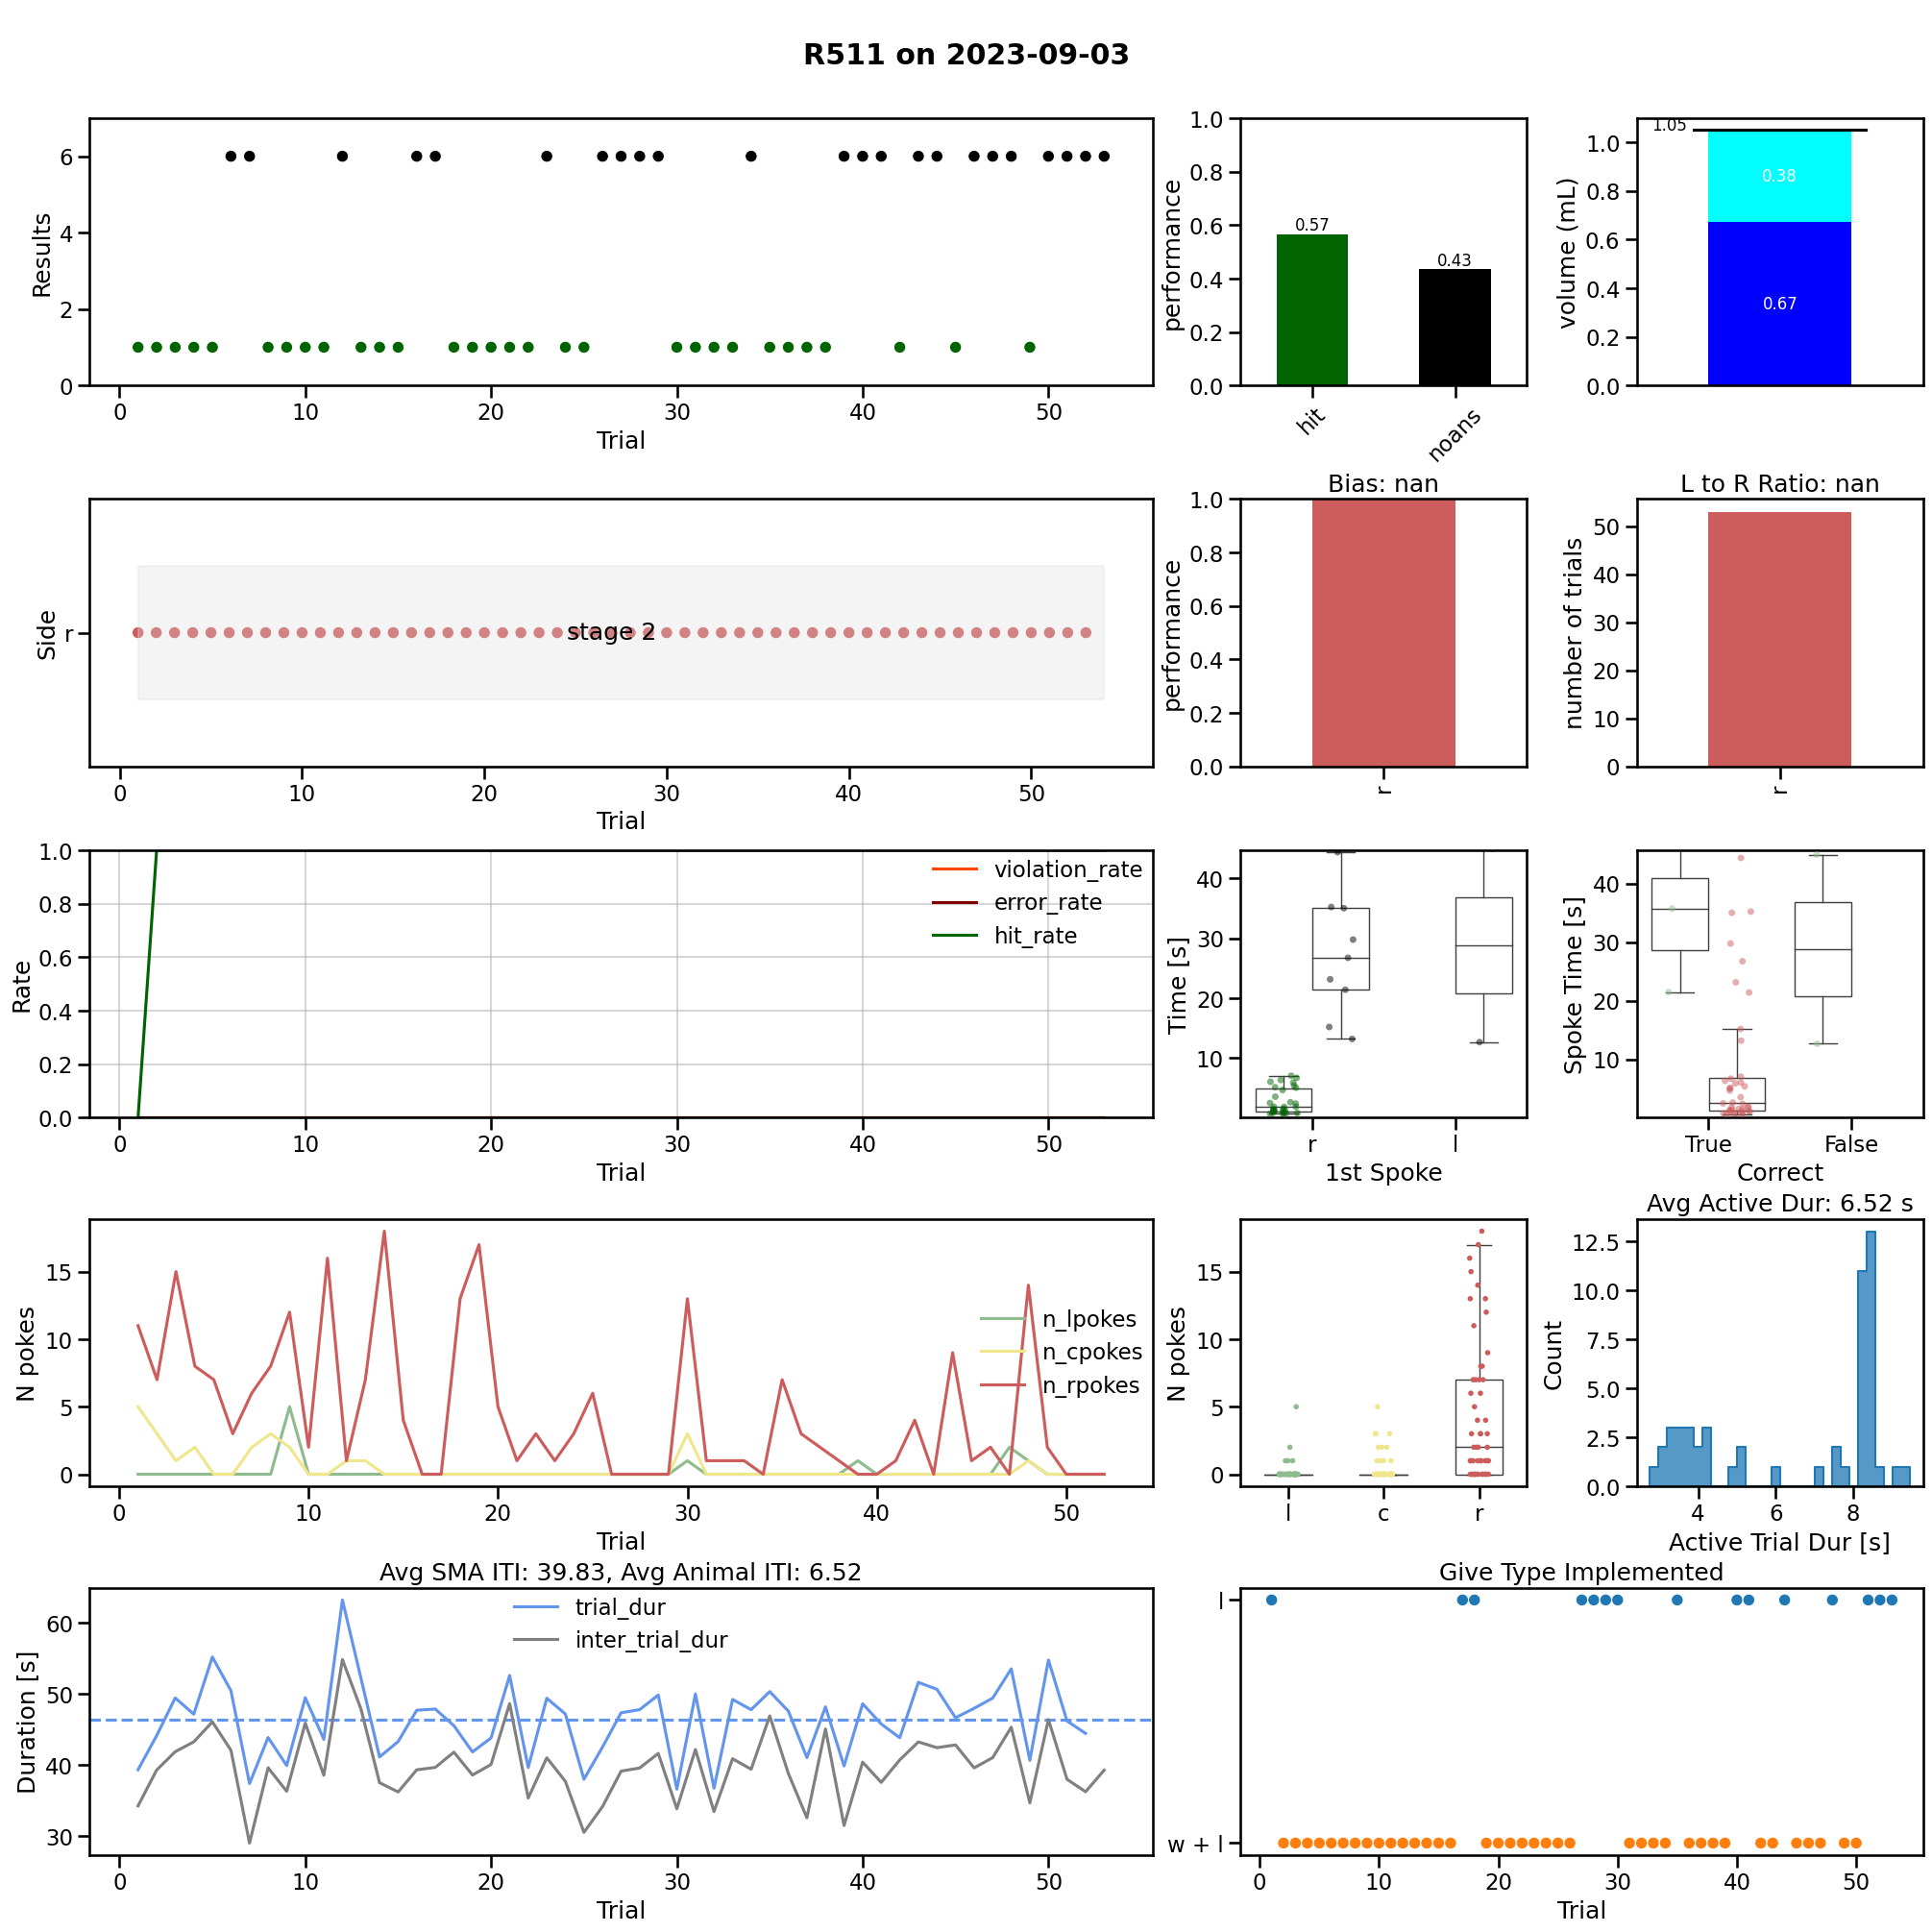 R511 on 2023-09-03
Results
6
4
2
0
0 10 20 30 40 50
Trial
performance
1.0
0.8
0.6
0.4
0.2
0.0
0.57
0.43
hit
noans
volume (mL)
1.0
0.8
0.6
0.4
0.2
0.0
1.05
0.38
0.67
Side
r
stage 2
0 10 20 30 40 50
Trial
Bias: nan
performance
1.0
0.8
0.6
0.4
0.2
0.0
r
L to R Ratio: nan
number of trials
50
40
30
20
10
0
r
Rate
1.0
0.8
0.6
0.4
0.2
0.0
violation_rate
error_rate
hit_rate
0 10 20 30 40 50
Trial
Time [s]
40
30
20
10
r l
1st Spoke
Spoke Time [s]
40
30
20
10
True False
Correct
N pokes
15
10
5
0
n_lpokes
n_cpokes
n_rpokes
0 10 20 30 40 50
Trial
N pokes
15
10
5
0
l c r
Avg Active Dur: 6.52 s
Count
12.5
10.0
7.5
5.0
2.5
0.0
4 6 8
Active Trial Dur [s]
Avg SMA ITI: 39.83, Avg Animal ITI: 6.52
Duration [s]
60
50
40
30
trial_dur
inter_trial_dur
0 10 20 30 40 50
Trial
Give Type Implemented
l
w + l
0 10 20 30 40 50
Trial